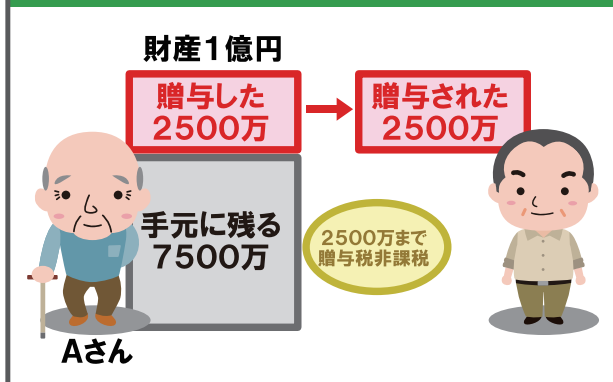 財産1億円
贈与した
2500万
贈与された
2500万
手元に残る
7500万
2500万まで
贈与税非課税
Aさん